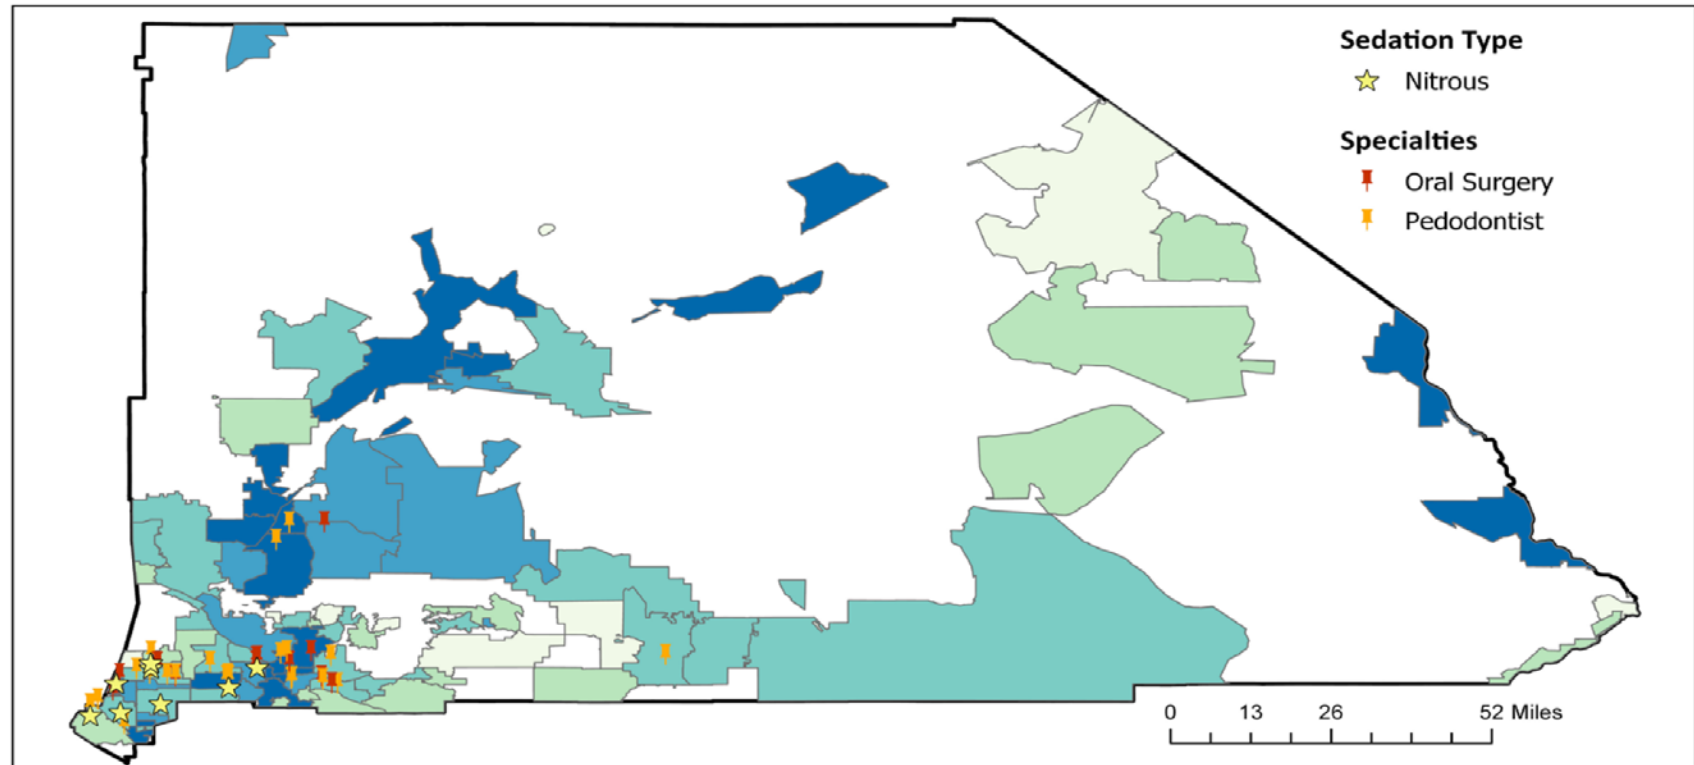 Sedation Type
Nitrous
Specialties
Oral Surgery
Pedodontist
0 13 26 52 Miles